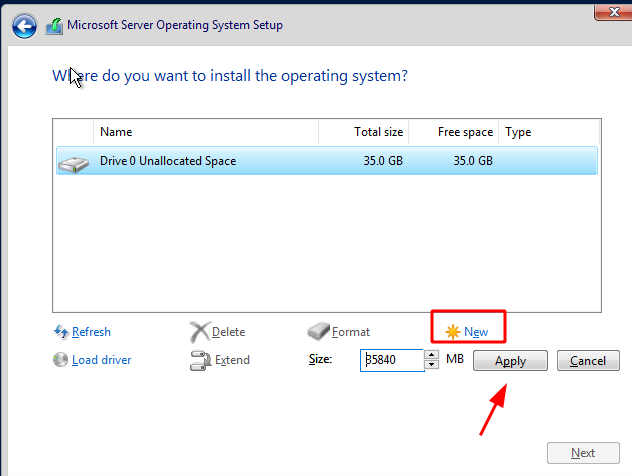 Microsoft Server Operating System Setup
Where do you want to install the operating system?
Name Total size Free space Type
Drive 0 Unallocated Space 35.0 GB 35.0 GB
Refresh Delete Format New
Load driver Extend Size: 35840 MB Apply Cancel
Next